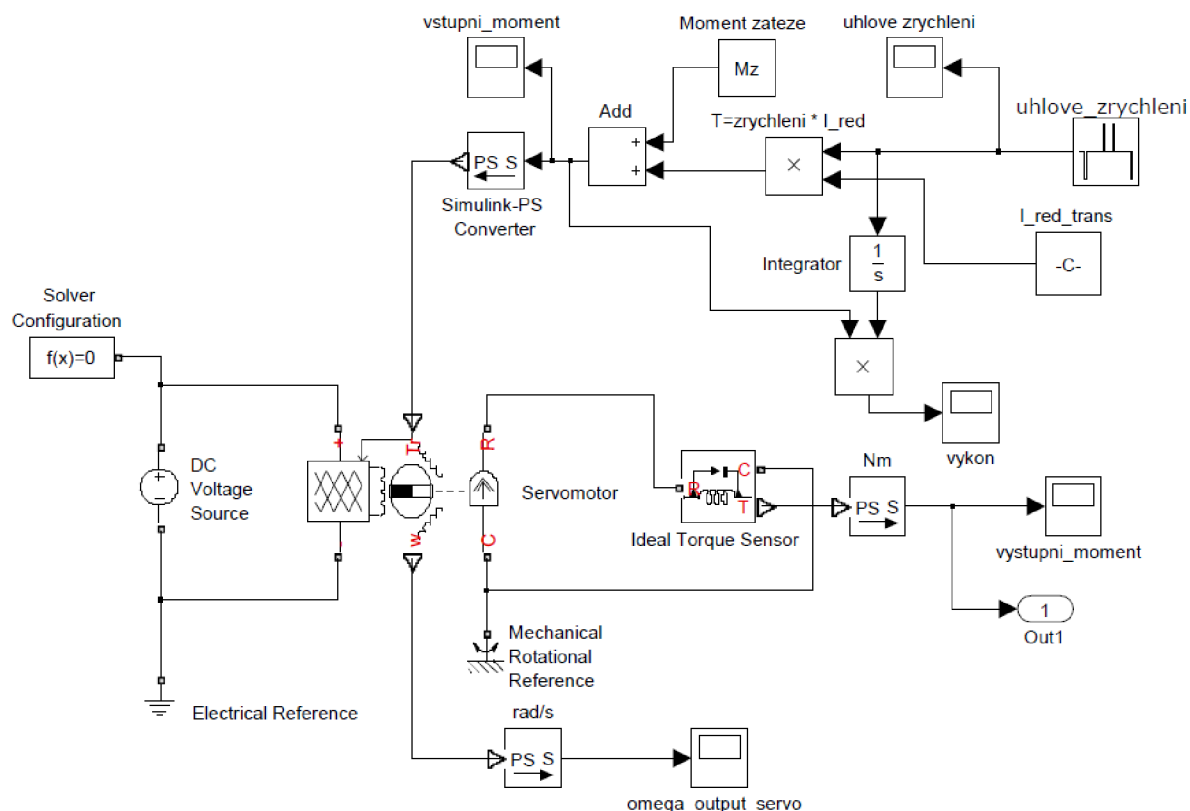 vstupni_moment
Moment zateze
uhlove zrychleni
Mz
uhlove_zrychleni
Add
T=zrychleni * I_red
+
+
×
PS S
Simulink-PS
Converter
I_red_trans
Integrator
1
s
-C-
Solver
Configuration
f(x)=0
×
vykon
DC
Voltage
Source
+
-
Tr
w
R
C
Servomotor
R
C
T
Ideal Torque Sensor
Nm
PS S
vystupni_moment
1
Out1
Mechanical
Rotational
Reference
Electrical Reference
rad/s
PS S
omega_output_servo